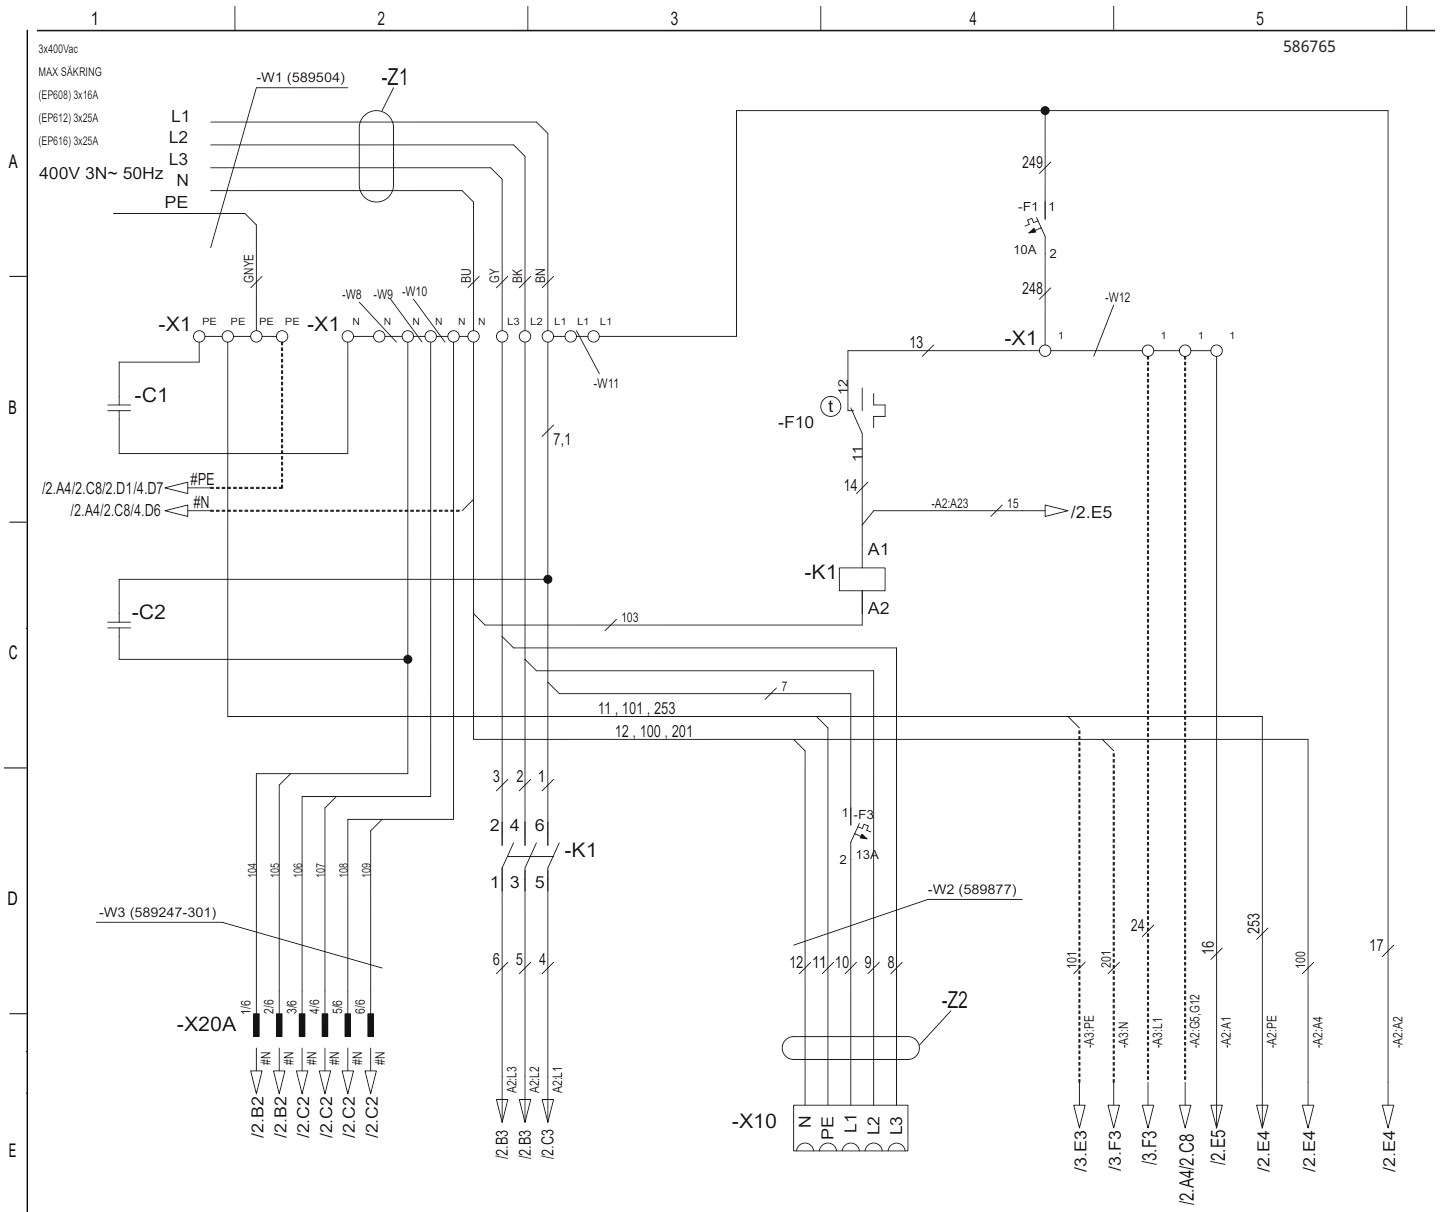 1 2 3 4 5
586765
3x400Vac
MAX SÄKRING
(EP608) 3x16A
(EP612) 3x25A
(EP616) 3x25A
400V 3N~ 50Hz
L1
L2
L3
N
PE
-W1 (589504)
-Z1
A
249
-F1 1
10A 2
248
GNYE BU GY BK BN
-W8 -W9 -W10
-W12
-X1 PE PE PE PE
-X1 N N N N N N L3 L2 L1 L1 L1
-W11
13
-X1 1 1 1 1
B
-C1
12
t
-F10
11
7,1
14
/2.A4/2.C8/2.D1/4.D7 #PE
/2.A4/2.C8/4.D6 #N
-A2:A23 15 /2.E5
A1
-K1
A2
-C2
103
C
7
11 , 101 , 253
12 , 100 , 201
3 2 1
2 4 6
-K1
1 3 5
1 -F3
2 13A
104 105 106 107 108 109
D
-W3 (589247-301)
-W2 (589877)
6 5 4
12 11 10 9 8
101 201 24 16 253 100 17
1/6 2/6 3/6 4/6 5/6 6/6
-X20A
-Z2
#N #N #N #N #N #N
/2.B2 /2.B2 /2.C2 /2.C2 /2.C2 /2.C2
A2:L3 A2:L2 A2:L1
/2.B3 /2.B3 /2.C3
-A3:PE -A3:N -A3:L1 -A2:G5,G12 -A2:A1 -A2:PE -A2:A4 -A2:A2
-X10 N PE L1 L2 L3
E
/3.E3 /3.F3 /3.F3 /2.A4/2.C8 /2.E5 /2.E4 /2.E4 /2.E4